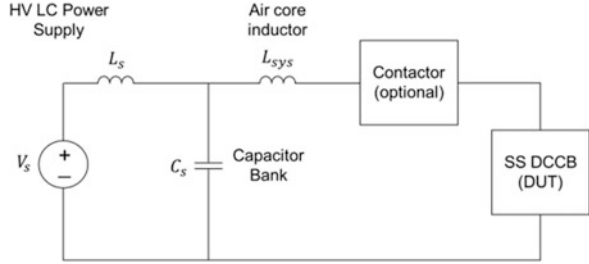 HV LC Power
Supply
Air core
inductor
L_s
L_sys
Contactor
(optional)
V_s
+
−
C_s
Capacitor
Bank
SS DCCB
(DUT)